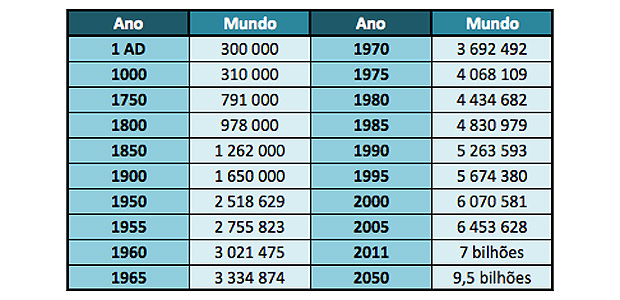 Ano Mundo Ano Mundo
1 AD 300 000 1970 3 692 492
1000 310 000 1975 4 068 109
1750 791 000 1980 4 434 682
1800 978 000 1985 4 830 979
1850 1 262 000 1990 5 263 593
1900 1 650 000 1995 5 674 380
1950 2 518 629 2000 6 070 581
1955 2 755 823 2005 6 453 628
1960 3 021 475 2011 7 bilhões
1965 3 334 874 2050 9,5 bilhões